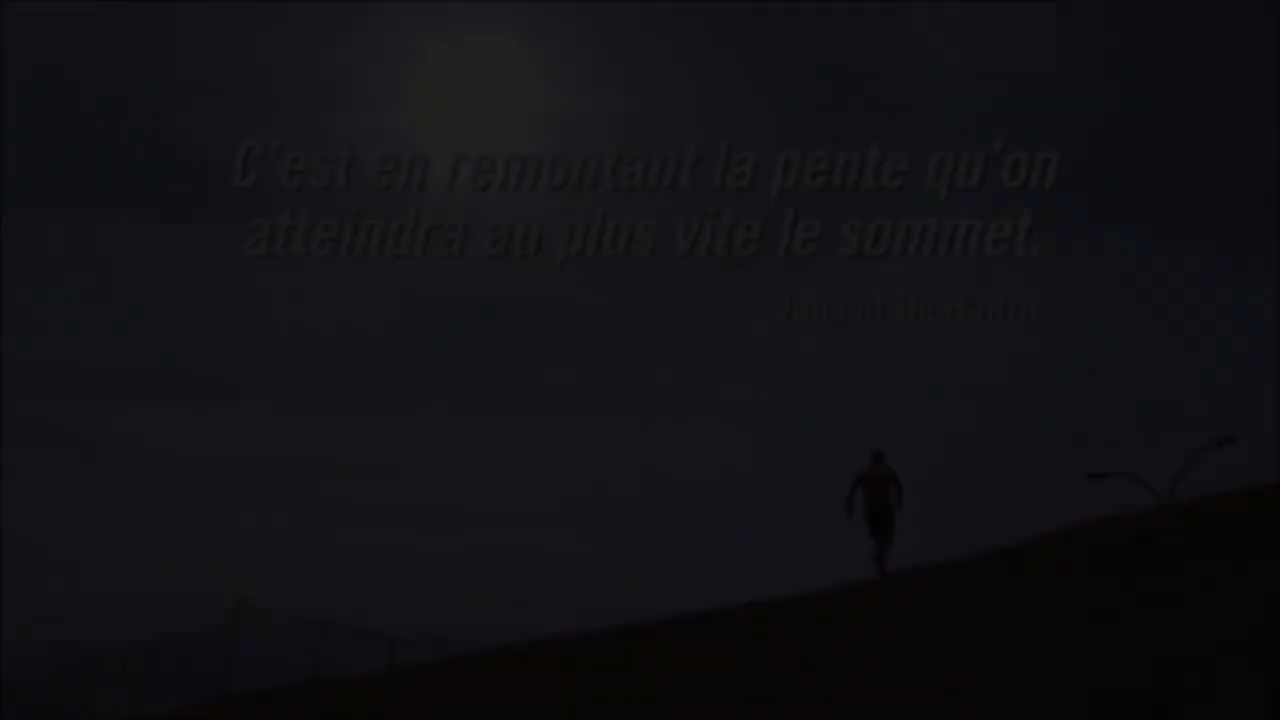 C'est en remontant la pente qu'on
atteindra au plus vite le sommet.